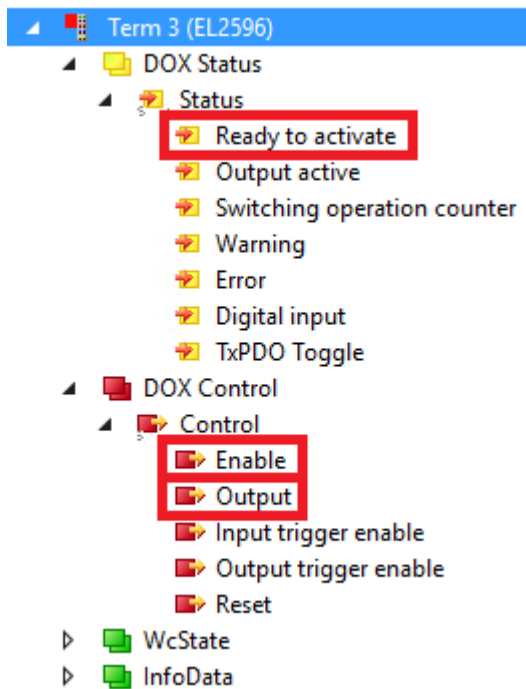 Term 3 (EL2596)
DOX Status
Status
Ready to activate
Output active
Switching operation counter
Warning
Error
Digital input
TxPDO Toggle
DOX Control
Control
Enable
Output
Input trigger enable
Output trigger enable
Reset
WcState
InfoData